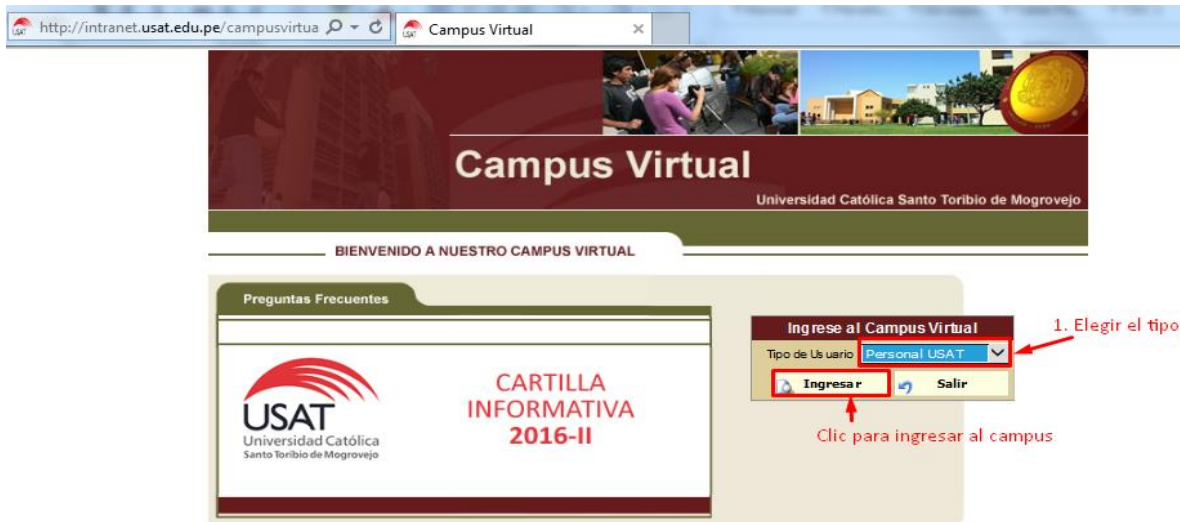 http://intranet.usat.edu.pe/campusvirtua
USAT
Campus Virtual
Campus Virtual
Universidad Católica Santo Toribio de Mogrovejo
BIENVENIDO A NUESTRO CAMPUS VIRTUAL
Preguntas Frecuentes
USAT
Universidad Católica
Santo Toribio de Mogrovejo
CARTILLA
INFORMATIVA
2016-II
Ingrese al Campus Virtual
Tipo de Usuario Personal USAT
Ingresar Salir
1. Elegir el tipo
Clic para ingresar al campus